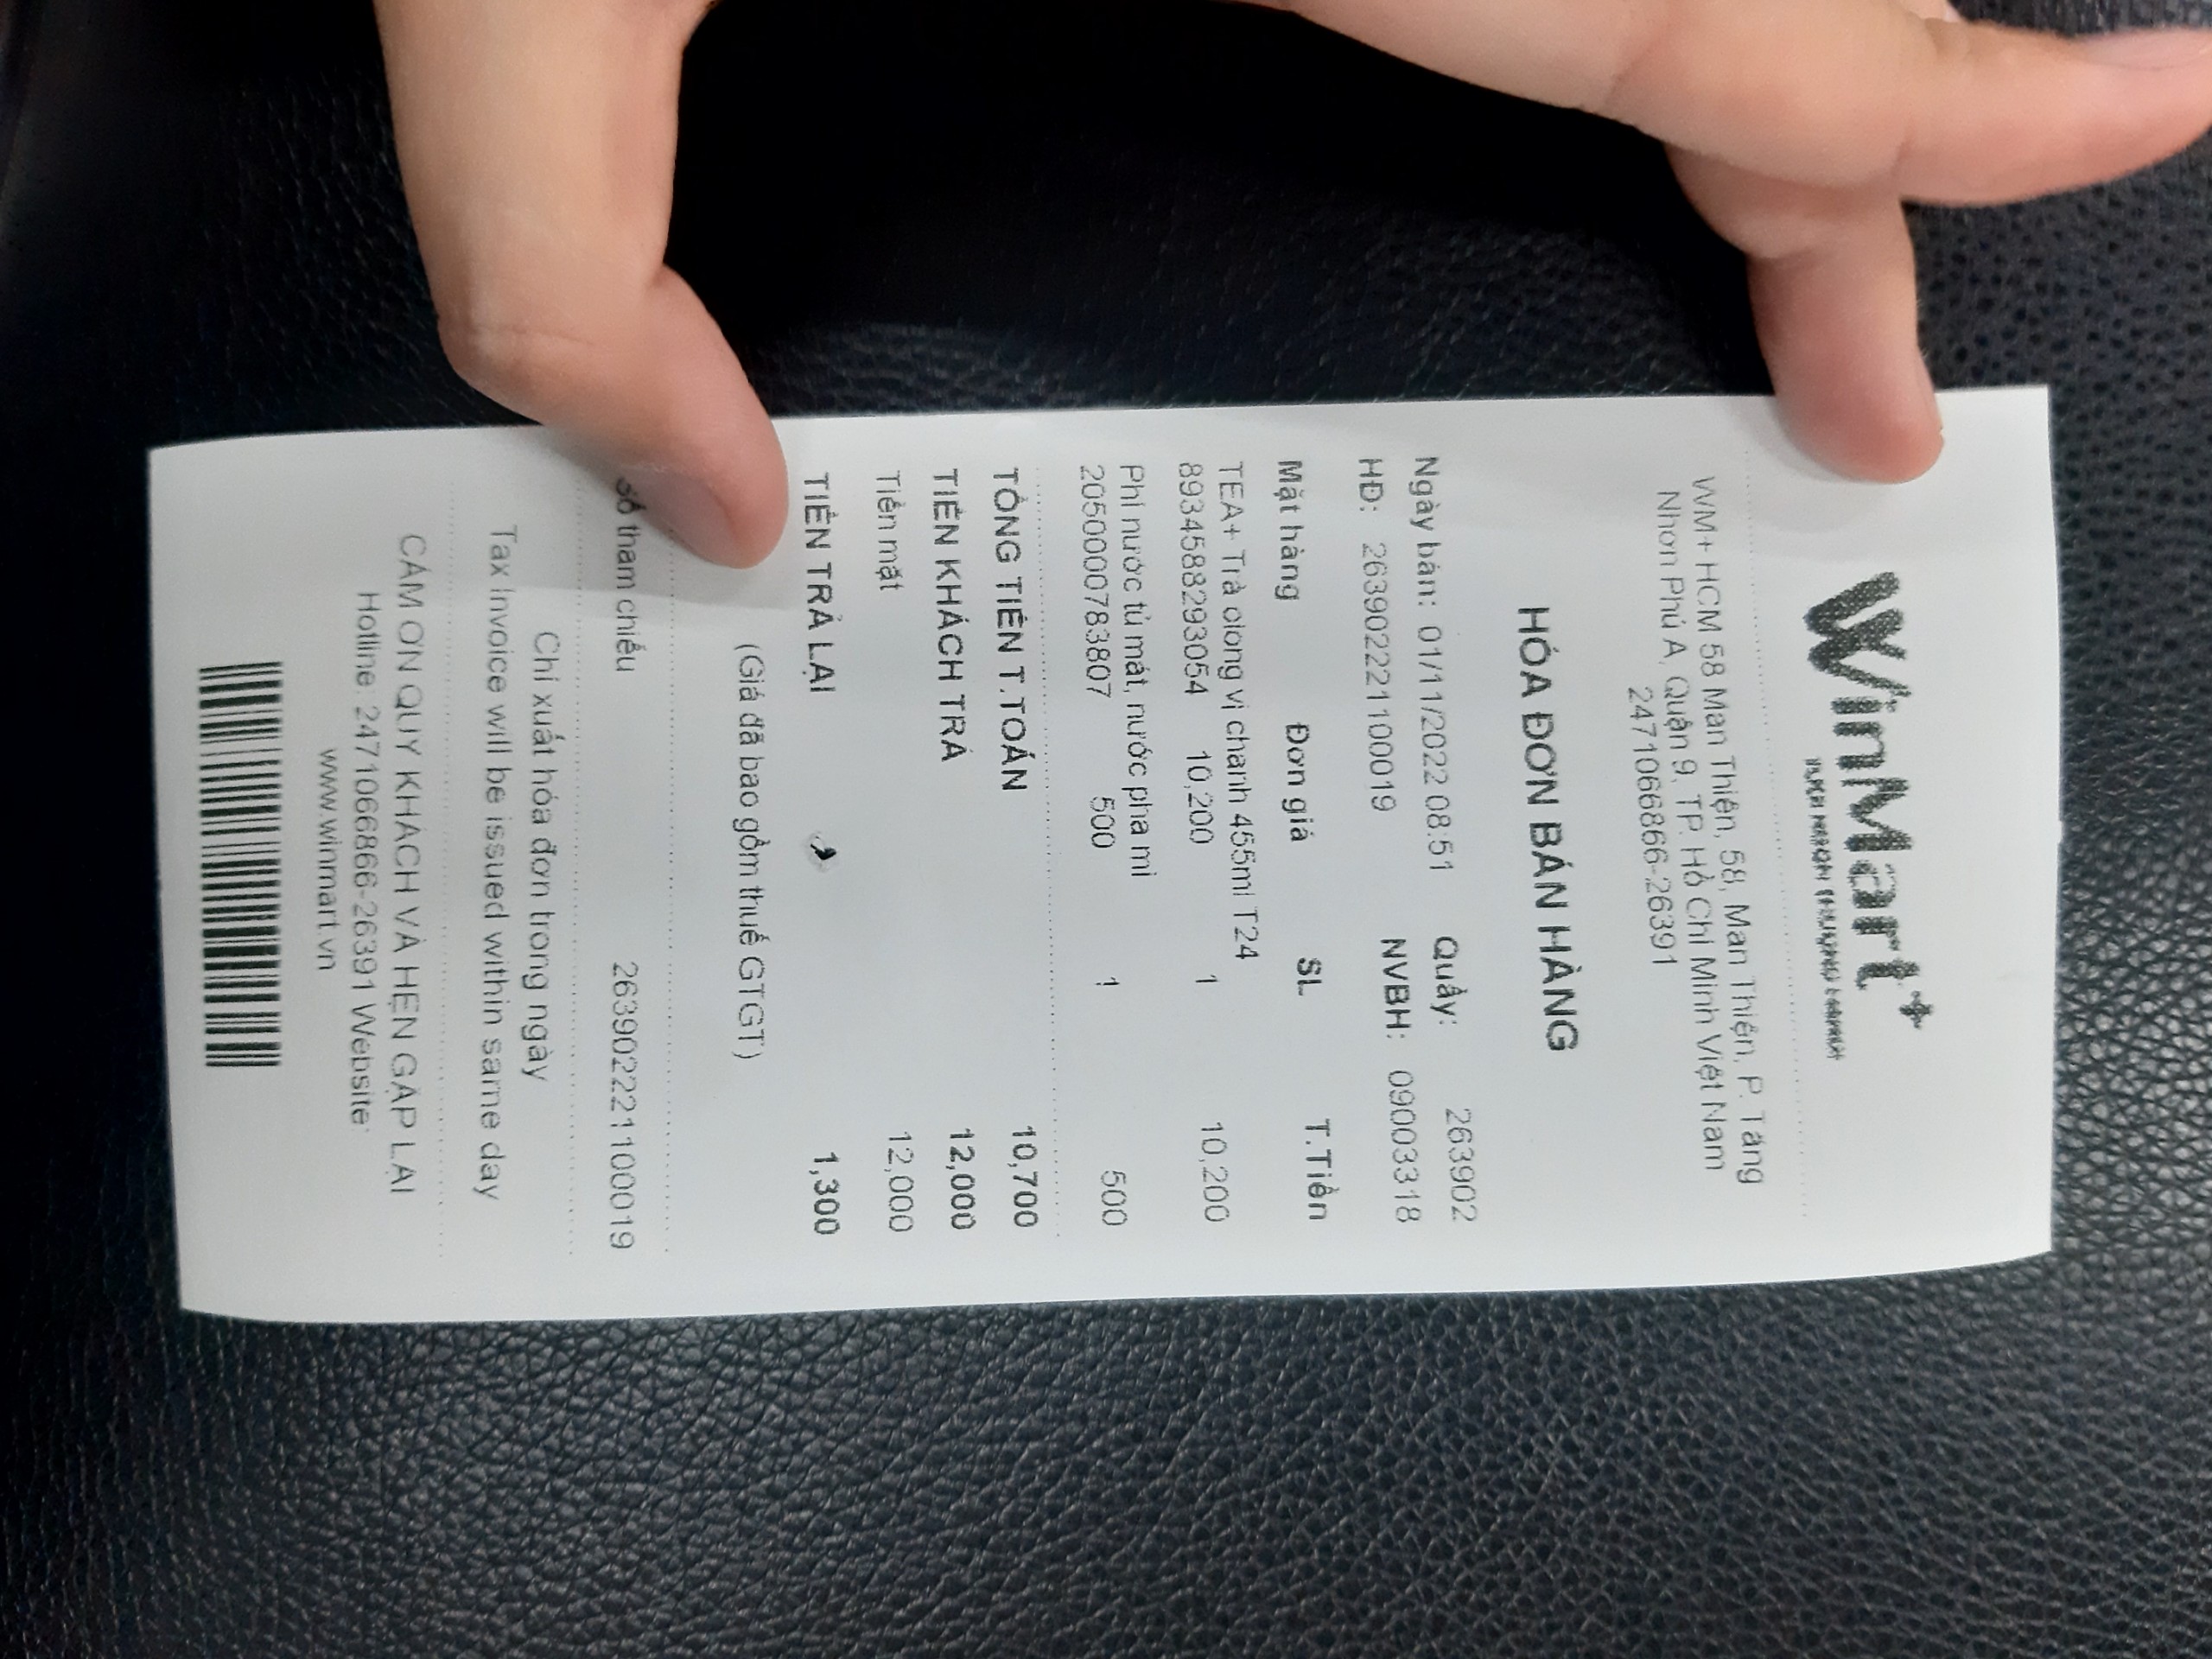 WinMart+
WM+ HCM 58 Man Thiện, 58, Man Thiện, P. Tăng
Nhơn Phú A, Quận 9, TP. Hồ Chí Minh Việt Nam
2471066866-26391
HÓA ĐƠN BÁN HÀNG
Ngày bán: 01/11/2022 08:51 Quầy: 263902
HĐ: 263902221100019 NVBH: 09003318
Mặt hàng Đơn giá SL T.Tiền
TEA+ Trà olong vị chanh 455ml T24
8934588293054 10,200 1 10,200
Phí nước tủ mát, nước pha mì
2050000783807 500 1 500
TỔNG TIỀN T.TOÁN 10,700
TIỀN KHÁCH TRẢ 12,000
Tiền mặt 12,000
TIỀN TRẢ LẠI 1,300
(Giá đã bao gồm thuế GTGT)
Số tham chiếu 263902221100019
Chỉ xuất hóa đơn trong ngày
Tax Invoice will be issued within same day
CẢM ƠN QUÝ KHÁCH VÀ HẸN GẶP LẠI
Hotline: 2471066866-26391 Website:
www.winmart.vn